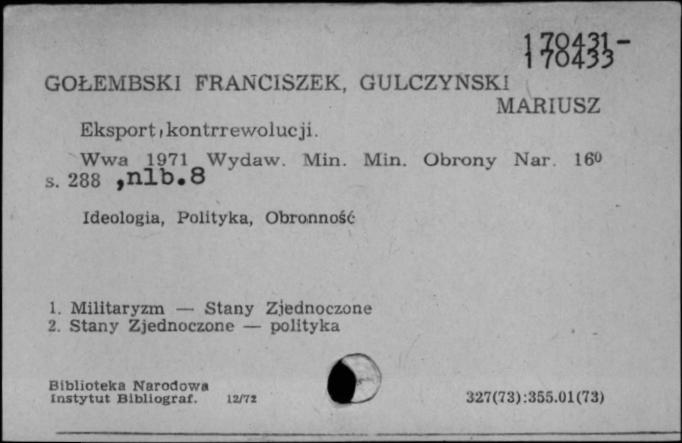 170431-
170433
GOŁEMBSKI FRANCISZEK, GULCZYNSKI
MARIUSZ
Eksport kontrrewolucji.
Wwa 1971 Wydaw. Min. Min. Obrony Nar. 16º
s. 288 ,nlb.8
Ideologia, Polityka, Obronność
1. Militaryzm — Stany Zjednoczone
2. Stany Zjednoczone — polityka
Biblioteka Narodowa
Instytut Bibliograf. 12/72
327(73):355.01(73)